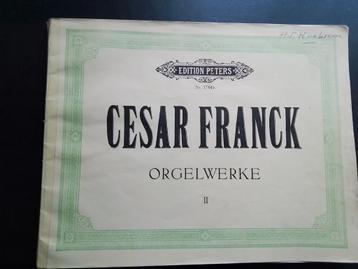 EDITION PETERS
CESAR FRANCK
ORGELWERKE
II